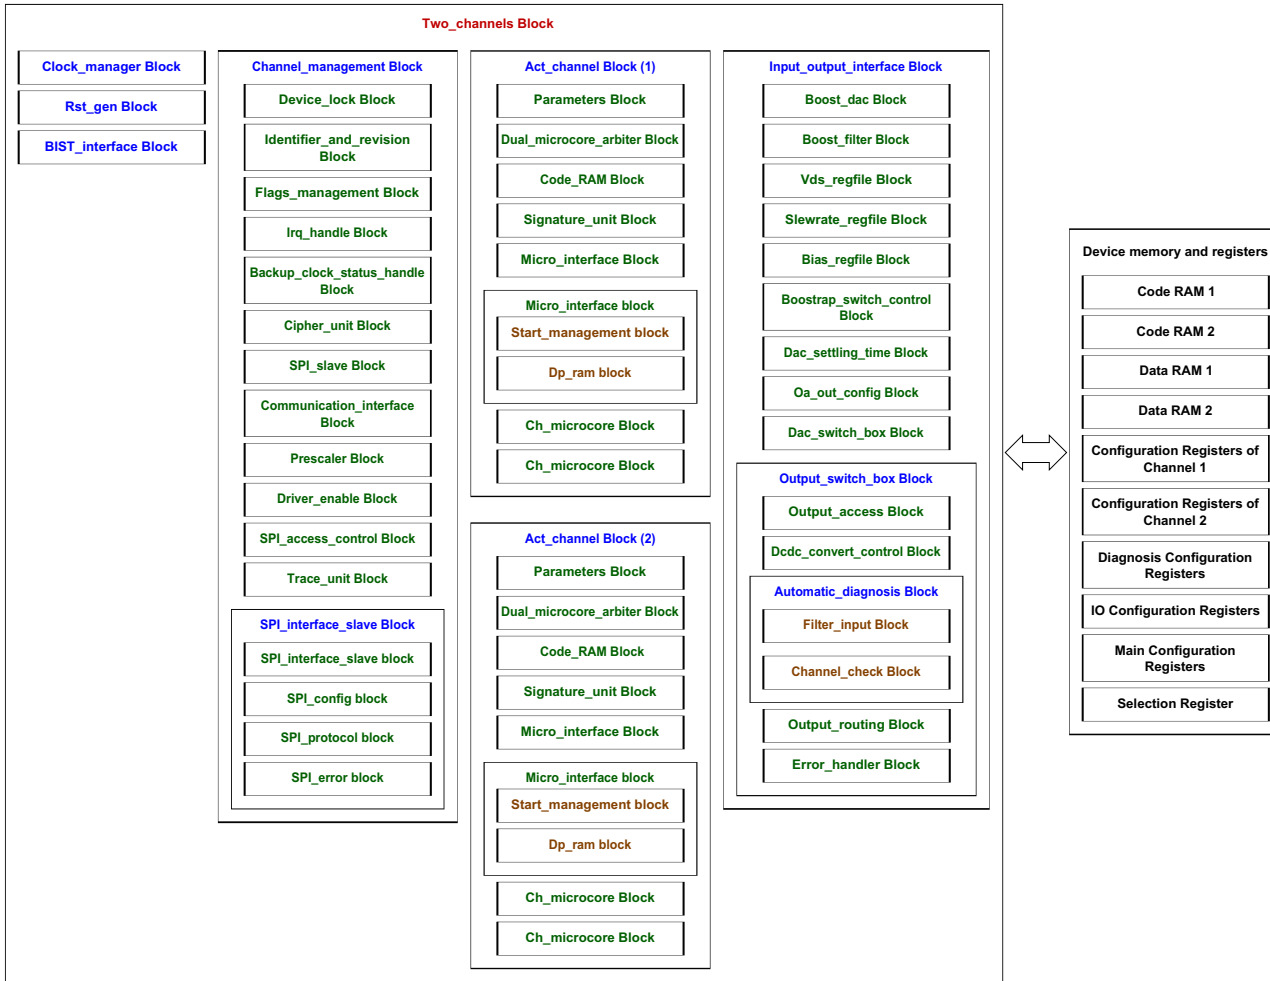 Two_channels Block
Clock_manager Block
Rst_gen Block
BIST_interface Block
Channel_management Block
Device_lock Block
Identifier_and_revision
Block
Flags_management Block
Irq_handle Block
Backup_clock_status_handle
Block
Cipher_unit Block
SPI_slave Block
Communication_interface
Block
Prescaler Block
Driver_enable Block
SPI_access_control Block
Trace_unit Block
SPI_interface_slave Block
SPI_interface_slave block
SPI_config block
SPI_protocol block
SPI_error block
Act_channel Block (1)
Parameters Block
Dual_microcore_arbiter Block
Code_RAM Block
Signature_unit Block
Micro_interface Block
Micro_interface block
Start_management block
Dp_ram block
Ch_microcore Block
Ch_microcore Block
Act_channel Block (2)
Parameters Block
Dual_microcore_arbiter Block
Code_RAM Block
Signature_unit Block
Micro_interface Block
Micro_interface block
Start_management block
Dp_ram block
Ch_microcore Block
Ch_microcore Block
Input_output_interface Block
Boost_dac Block
Boost_filter Block
Vds_regfile Block
Slewrate_regfile Block
Bias_regfile Block
Boostrap_switch_control
Block
Dac_settling_time Block
Oa_out_config Block
Dac_switch_box Block
Output_switch_box Block
Output_access Block
Dcdc_convert_control Block
Automatic_diagnosis Block
Filter_input Block
Channel_check Block
Output_routing Block
Error_handler Block
Device memory and registers
Code RAM 1
Code RAM 2
Data RAM 1
Data RAM 2
Configuration Registers of
Channel 1
Configuration Registers of
Channel 2
Diagnosis Configuration
Registers
IO Configuration Registers
Main Configuration
Registers
Selection Register